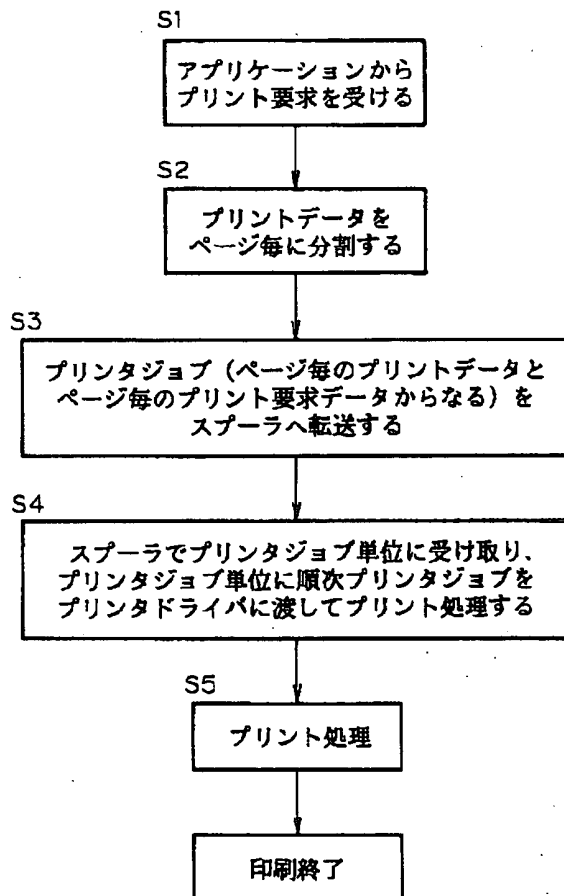 S1
アプリケーションから
プリント要求を受ける
S2
プリントデータを
ページ毎に分割する
S3
プリンタジョブ（ページ毎のプリントデータと
ページ毎のプリント要求データからなる）を
スプーラへ転送する
S4
スプーラでプリンタジョブ単位に受け取り、
プリンタジョブ単位に順次プリンタジョブを
プリンタドライバに渡してプリント処理する
S5
プリント処理
印刷終了